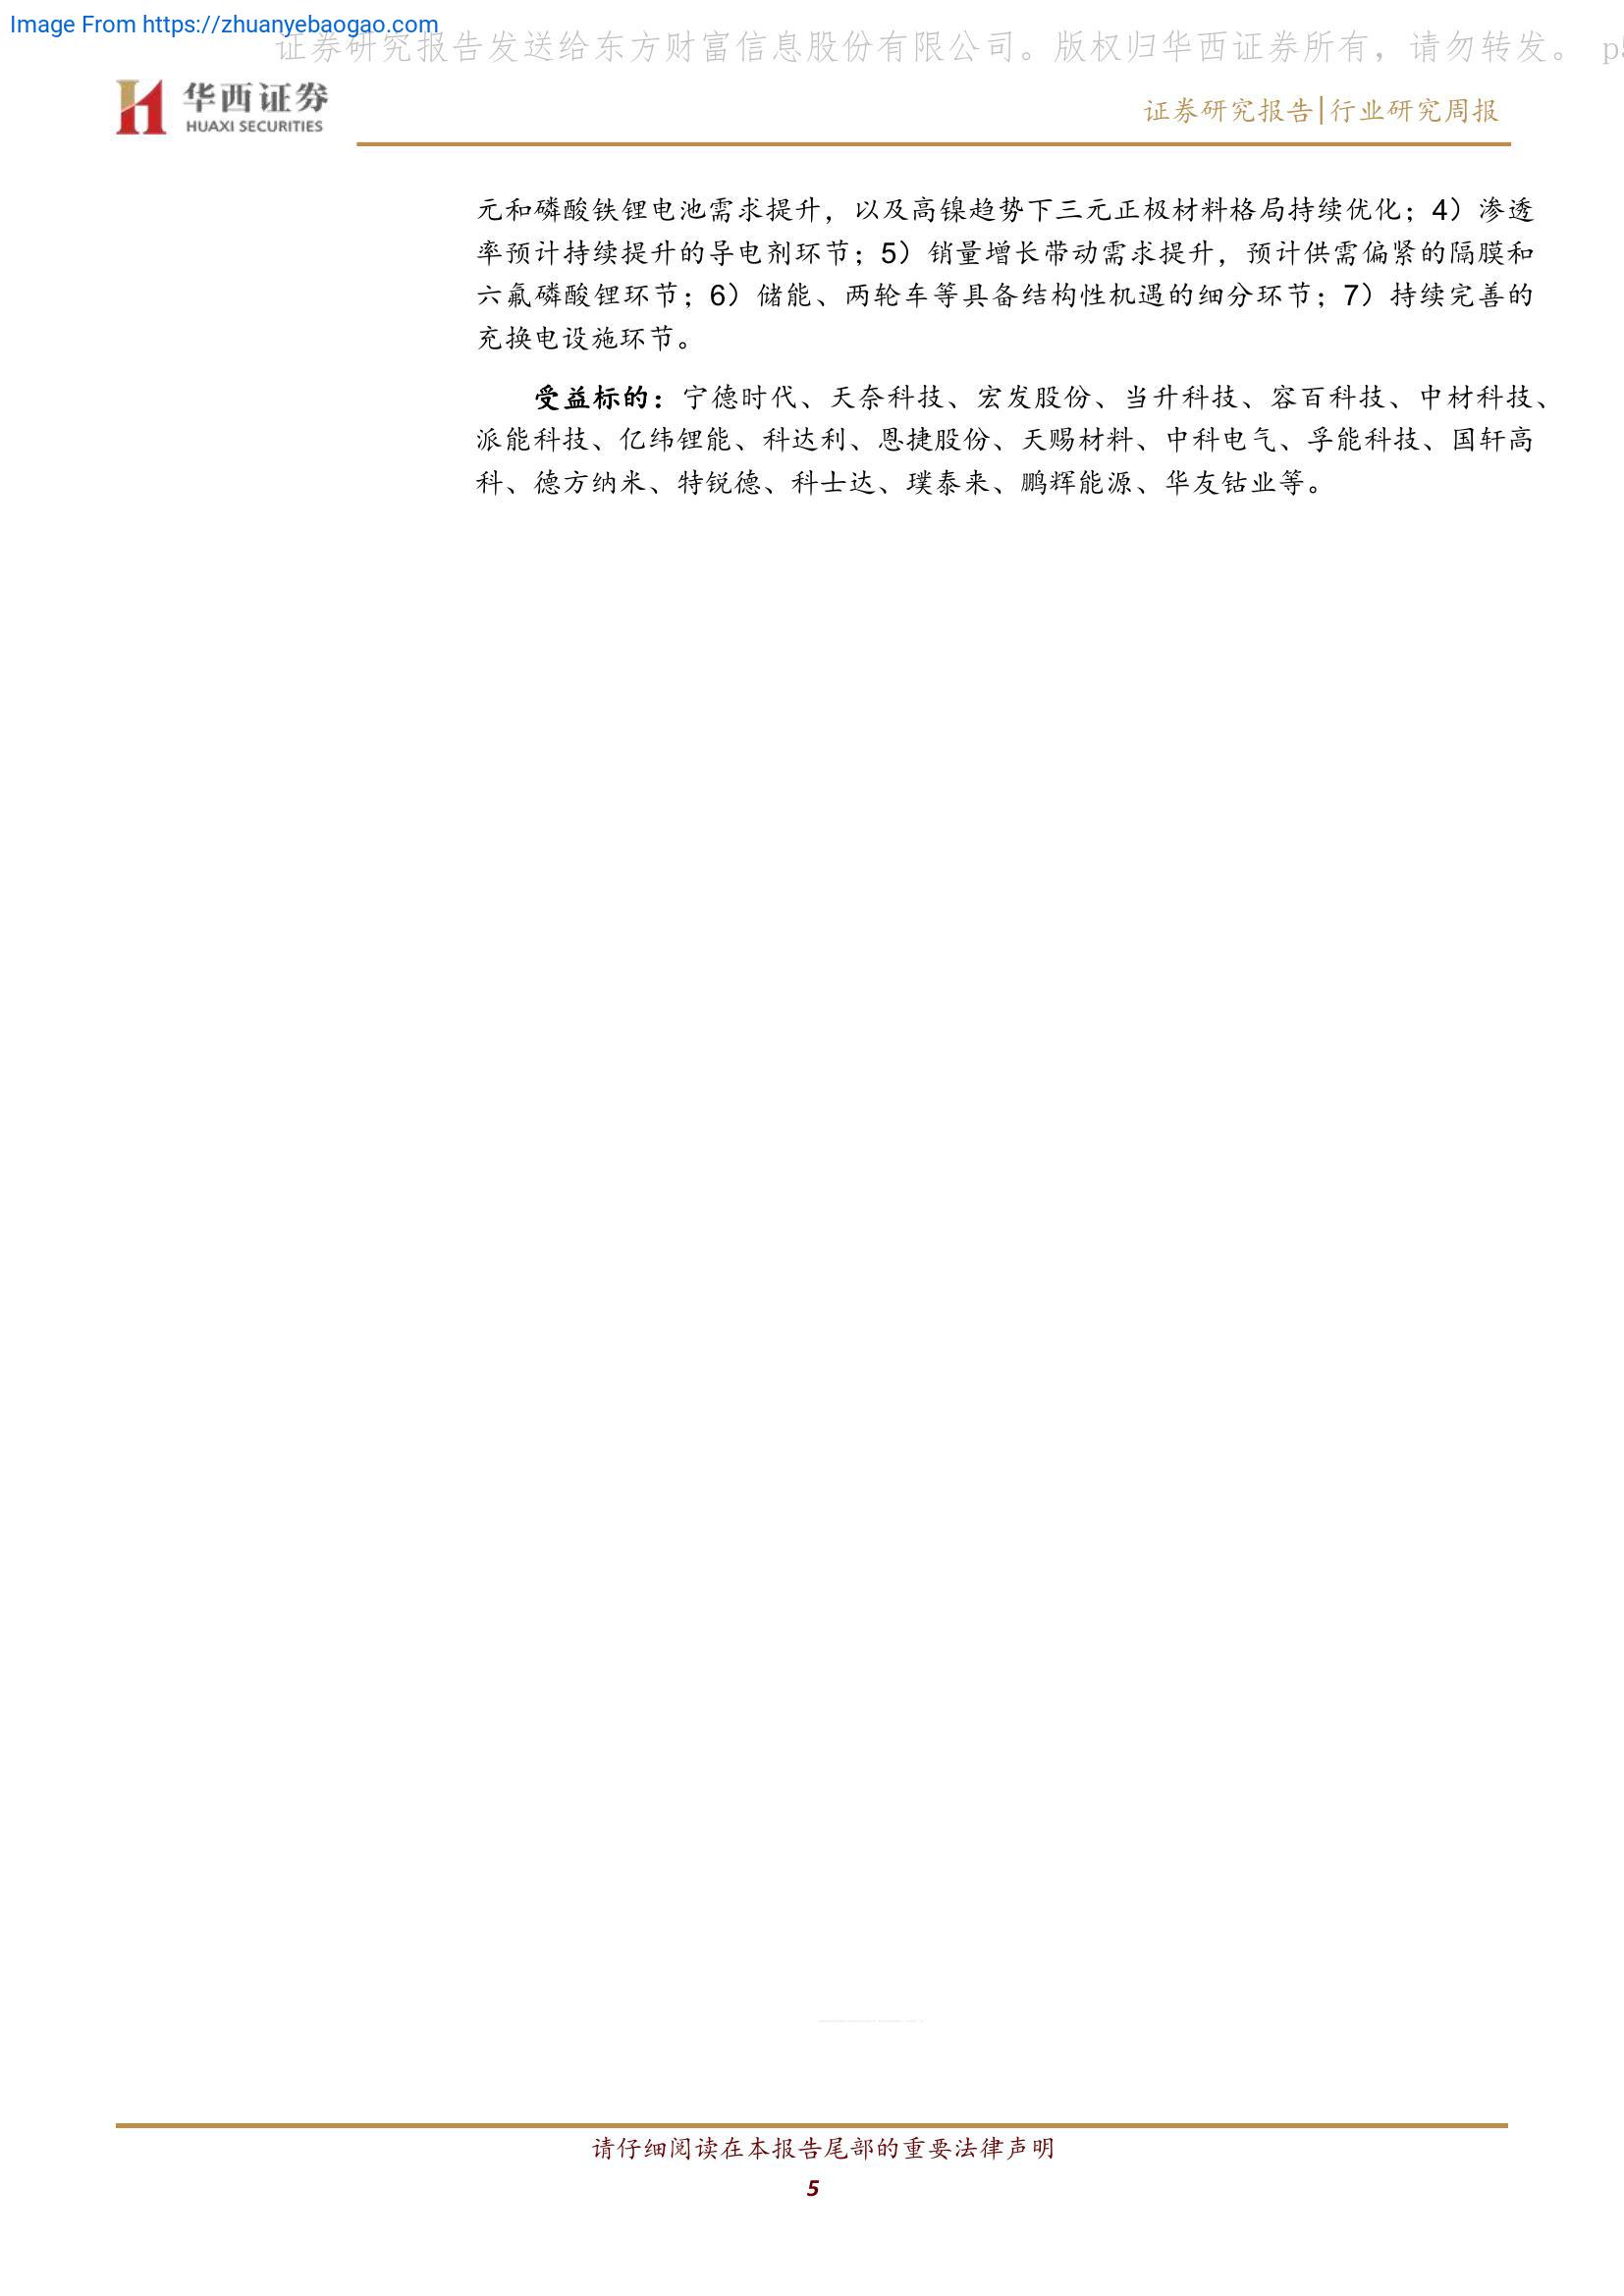 Image From https://zhuanyebaogao.com
证券研究报告发送给东方财富信息股份有限公司。版权归华西证券所有，请勿转发。 p5
华西证券
HUAXI SECURITIES
证券研究报告|行业研究周报
元和磷酸铁锂电池需求提升，以及高镍趋势下三元正极材料格局持续优化；4）渗透
率预计持续提升的导电剂环节；5）销量增长带动需求提升，预计供需偏紧的隔膜和
六氟磷酸锂环节；6）储能、两轮车等具备结构性机遇的细分环节；7）持续完善的
充换电设施环节。
受益标的：宁德时代、天奈科技、宏发股份、当升科技、容百科技、中材科技、
派能科技、亿纬锂能、科达利、恩捷股份、天赐材料、中科电气、孚能科技、国轩高
科、德方纳米、特锐德、科士达、璞泰来、鹏辉能源、华友钴业等。
请仔细阅读在本报告尾部的重要法律声明
5